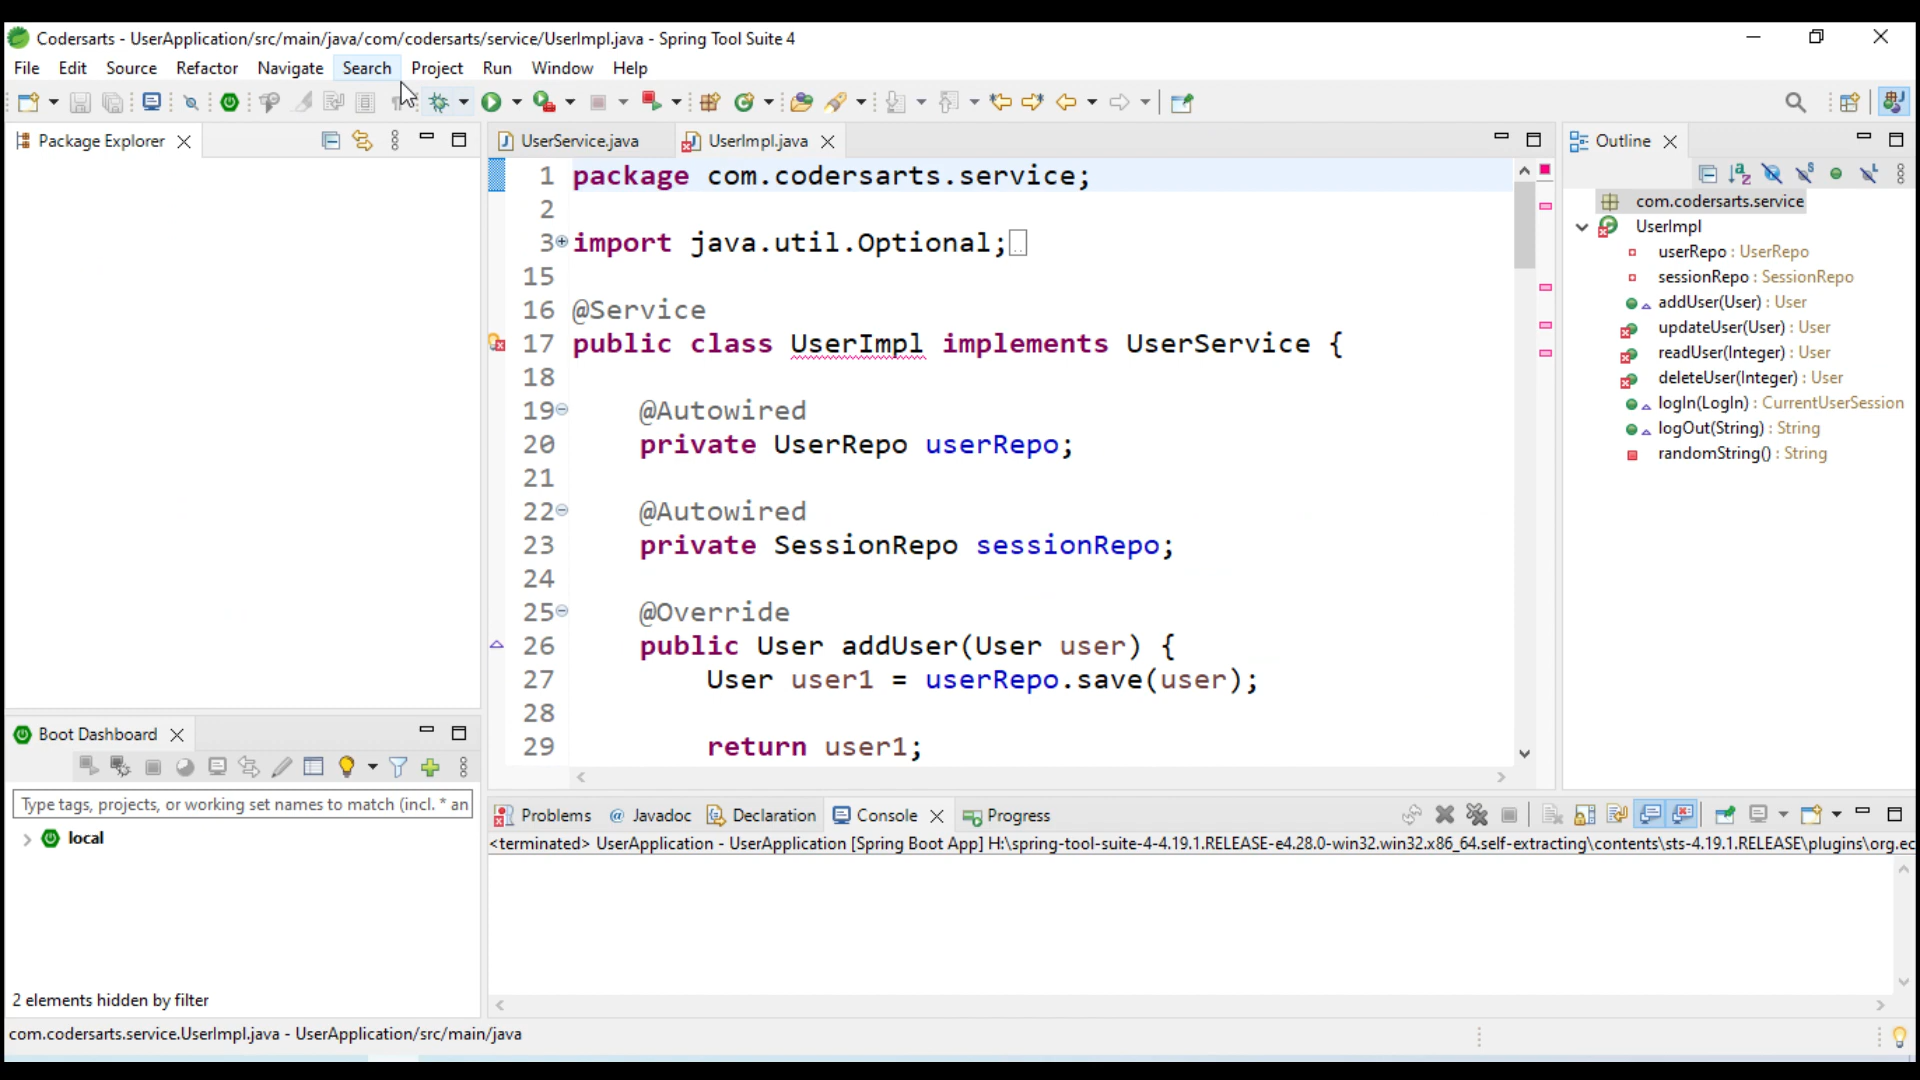 Codersarts - UserApplication/src/main/java/com/codersarts/service/UserImpl.java - Spring Tool Suite 4
File Edit Source Refactor Navigate Search Project Run Window Help
Package Explorer
UserService.java
UserImpl.java
1 package com.codersarts.service;
2
3 import java.util.Optional;
15
16 @Service
17 public class UserImpl implements UserService {
18
19 @Autowired
20 private UserRepo userRepo;
21
22 @Autowired
23 private SessionRepo sessionRepo;
24
25 @Override
26 public User addUser(User user) {
27 User user1 = userRepo.save(user);
28
29 return user1;
Outline
com.codersarts.service
UserImpl
userRepo : UserRepo
sessionRepo : SessionRepo
addUser(User) : User
updateUser(User) : User
readUser(Integer) : User
deleteUser(Integer) : User
logIn(LogIn) : CurrentUserSession
logOut(String) : String
randomString() : String
Boot Dashboard
Type tags, projects, or working set names to match (incl. * an
local
2 elements hidden by filter
Problems @ Javadoc Declaration Console Progress
<terminated> UserApplication - UserApplication [Spring Boot App] H:\spring-tool-suite-4-4.19.1.RELEASE-e4.28.0-win32.win32.x86_64.self-extracting\contents\sts-4.19.1.RELEASE\plugins\org.ec
com.codersarts.service.UserImpl.java - UserApplication/src/main/java